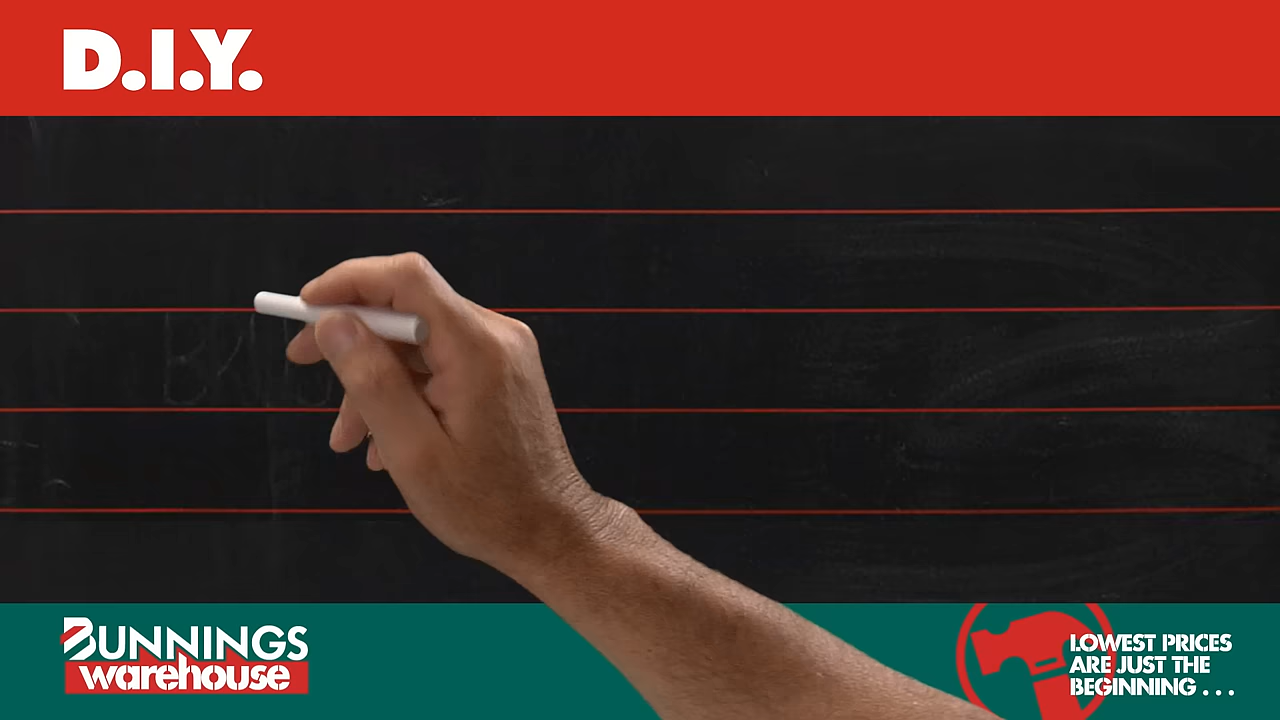 D.I.Y.
BUNNINGS
warehouse
LOWEST PRICES
ARE JUST THE
BEGINNING . . .